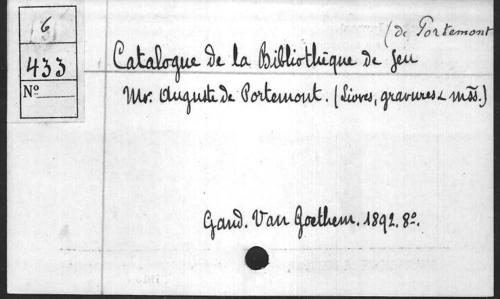 6
433
Nº
(de Portemont
Catalogue de la Bibliothèque de feu
Mr. Auguste de Portemont. (Livres, gravures & mss.)
Gand. Van Goethem. 1892. 8º.